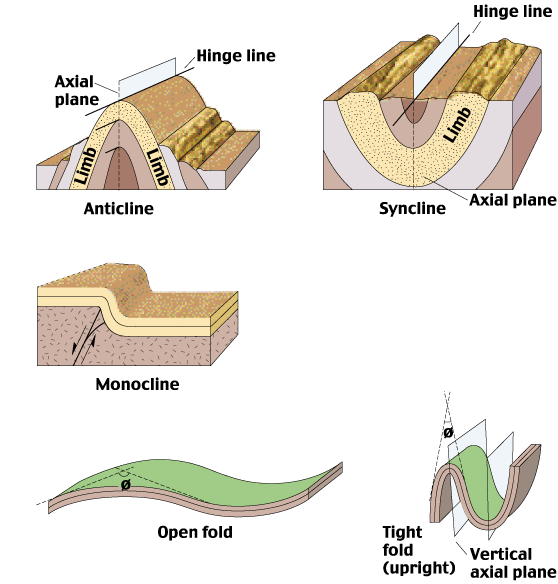 Hinge line
Axial
plane
Limb
Limb
Anticline
Hinge line
Limb
Axial plane
Syncline
Monocline
ø
Open fold
ø
Tight
fold
(upright)
Vertical
axial plane